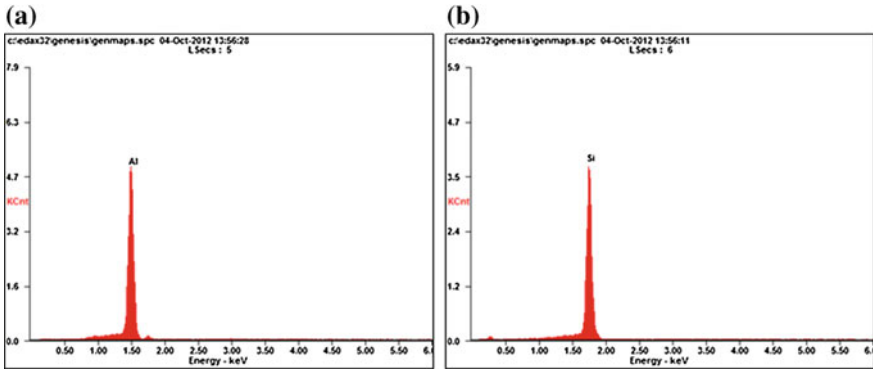 (a)
c:\edax32\genesis\genmaps.spc 04-Oct-2012 13:56:28
LSecs : 5
7.9
6.3
Al
4.7
KCnt
3.2
1.6
0.0
0.50 1.00 1.50 2.00 2.50 3.00 3.50 4.00 4.50 5.00 5.50 6.0
Energy - keV
(b)
c:\edax32\genesis\genmaps.spc 04-Oct-2012 13:56:11
LSecs : 6
5.9
4.7
Si
3.5
KCnt
2.4
1.2
0.0
0.50 1.00 1.50 2.00 2.50 3.00 3.50 4.00 4.50 5.00 5.50 6.0
Energy - keV